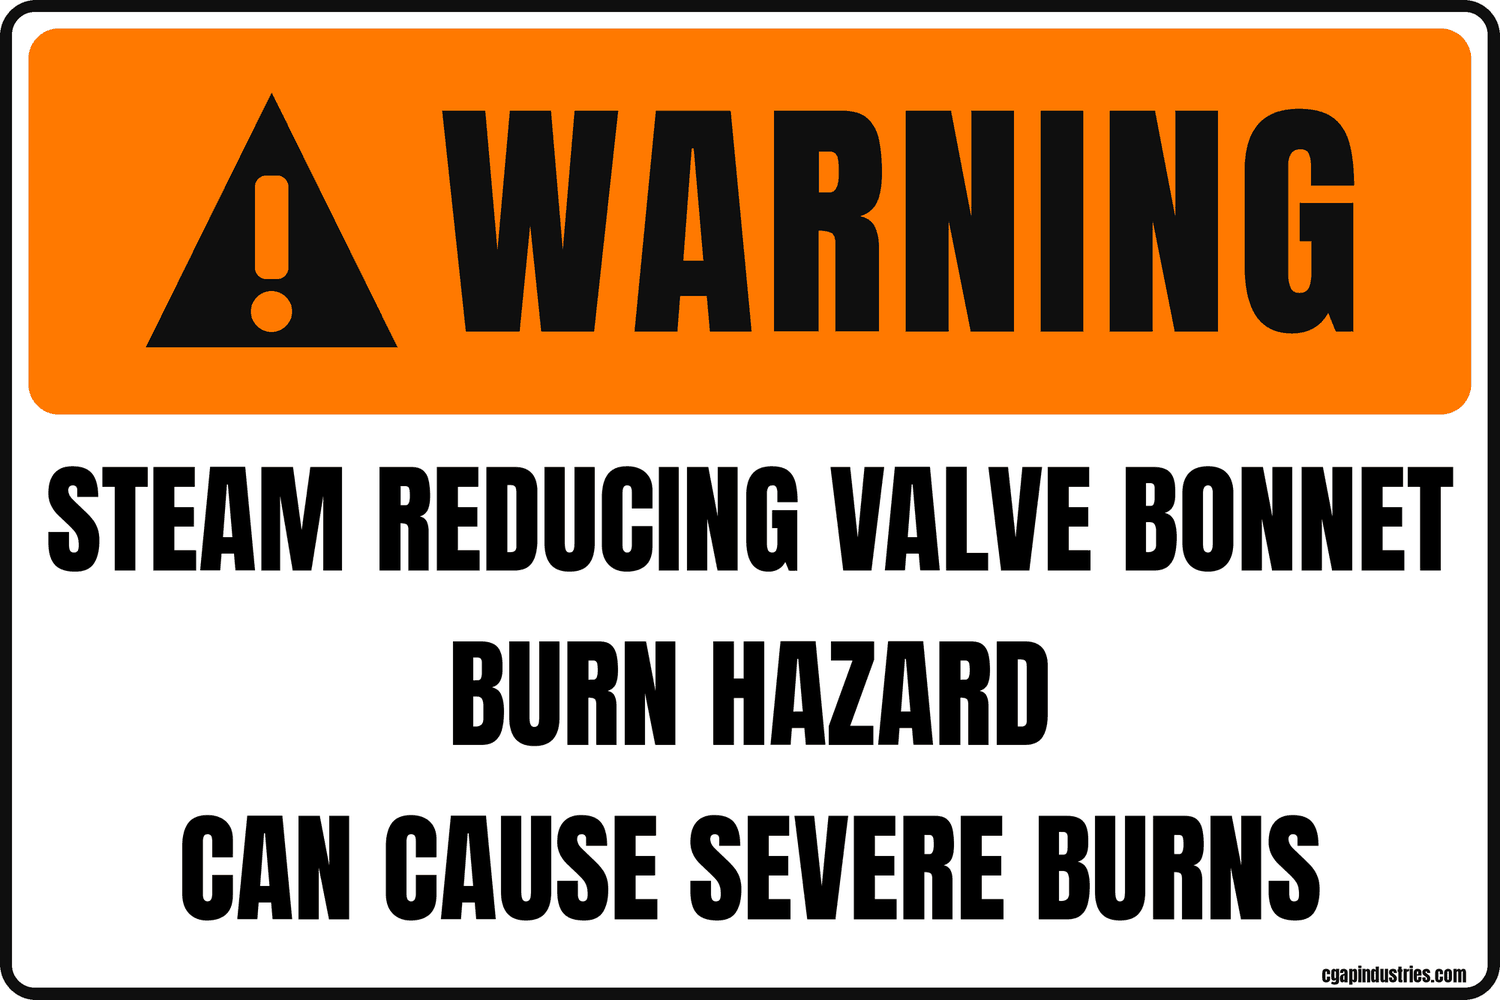 WARNING
STEAM REDUCING VALVE BONNET
BURN HAZARD
CAN CAUSE SEVERE BURNS
cgapindustries.com